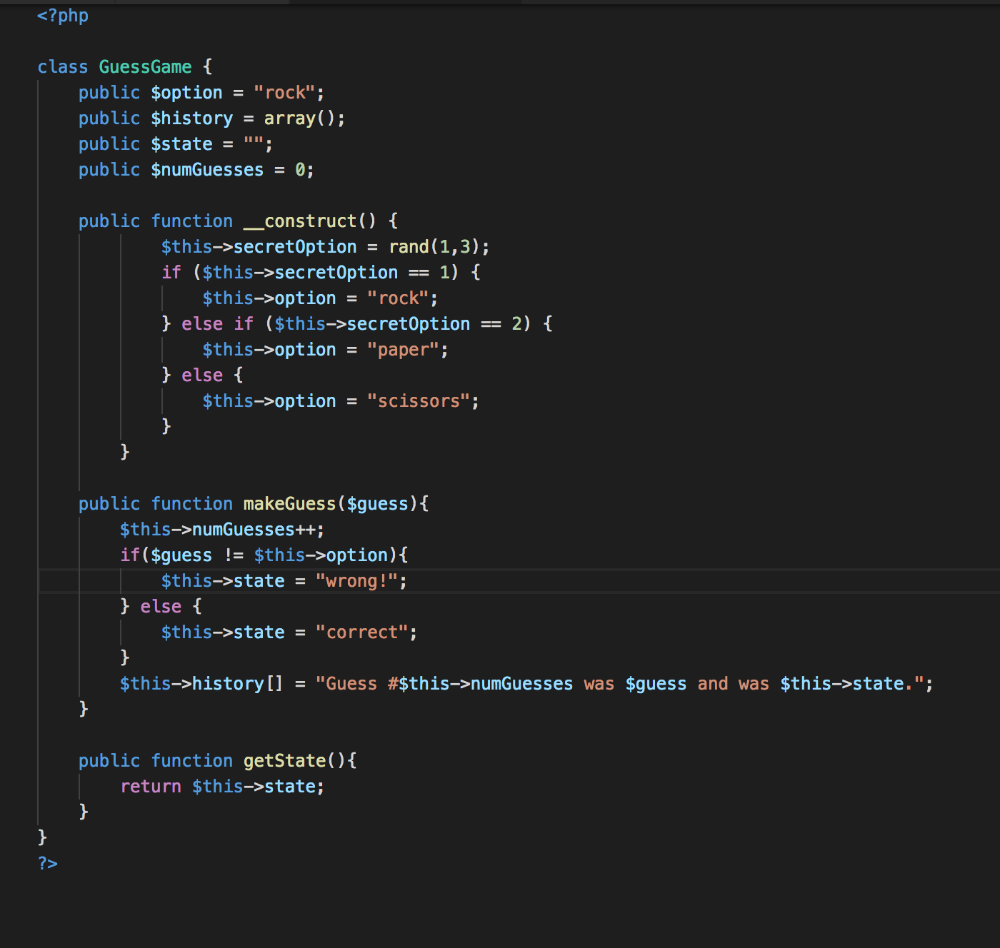 <?php
class GuessGame {
    public $option = "rock";
    public $history = array();
    public $state = "";
    public $numGuesses = 0;
    public function __construct() {
            $this->secretOption = rand(1,3);
            if ($this->secretOption == 1) {
                $this->option = "rock";
            } else if ($this->secretOption == 2) {
                $this->option = "paper";
            } else {
                $this->option = "scissors";
            }
        }
    public function makeGuess($guess){
        $this->numGuesses++;
        if($guess != $this->option){
            $this->state = "wrong!";
        } else {
            $this->state = "correct";
        }
        $this->history[] = "Guess #$this->numGuesses was $guess and was $this->state.";
    }
    public function getState(){
        return $this->state;
    }
}
?>